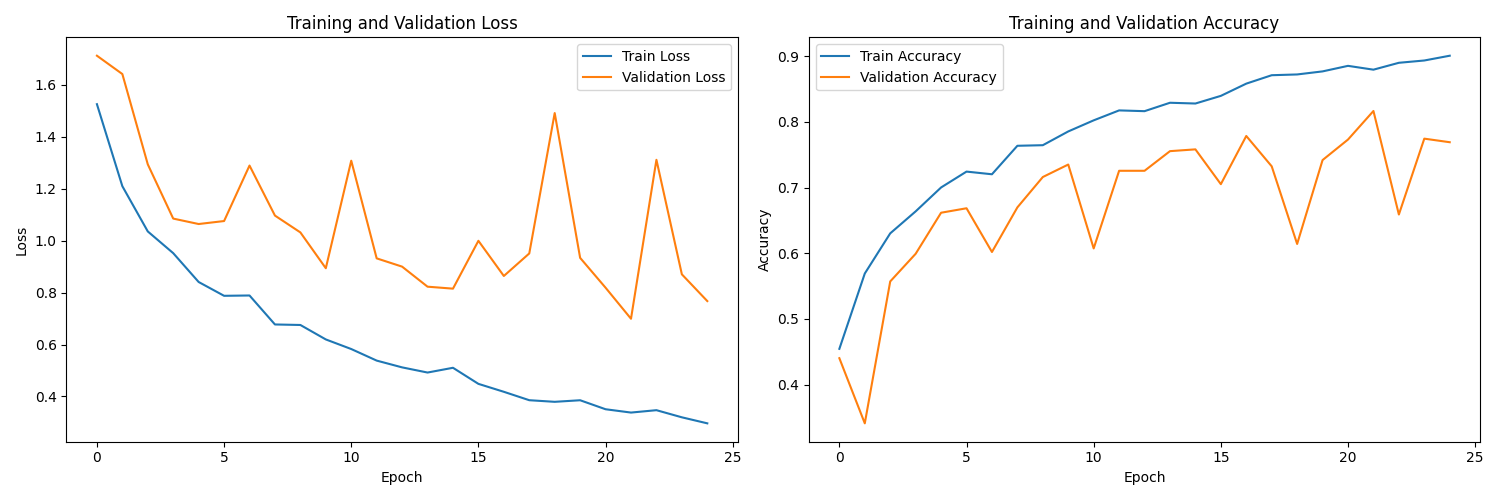 Training and Validation Loss
Train Loss
Validation Loss
1.6
1.4
1.2
1.0
0.8
0.6
0.4
Loss
0 5 10 15 20 25
Epoch
Training and Validation Accuracy
Train Accuracy
Validation Accuracy
0.9
0.8
0.7
0.6
0.5
0.4
Accuracy
0 5 10 15 20 25
Epoch